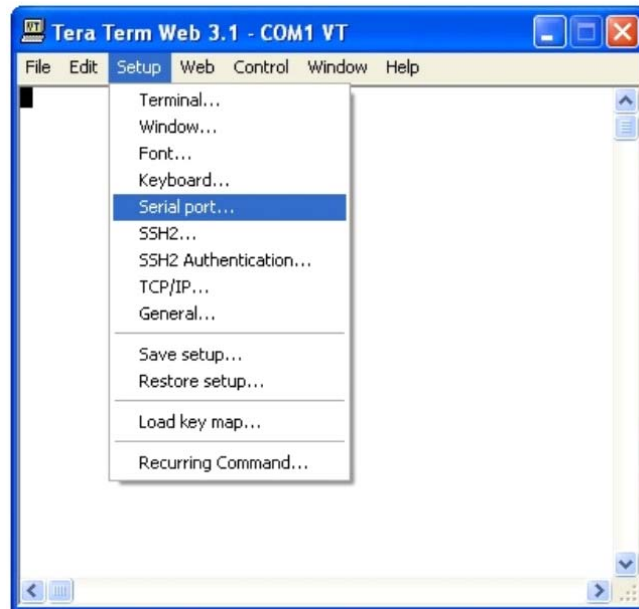 Tera Term Web 3.1 - COM1 VT
File Edit Setup Web Control Window Help
Terminal...
Window...
Font...
Keyboard...
Serial port...
SSH2...
SSH2 Authentication...
TCP/IP...
General...
Save setup...
Restore setup...
Load key map...
Recurring Command...